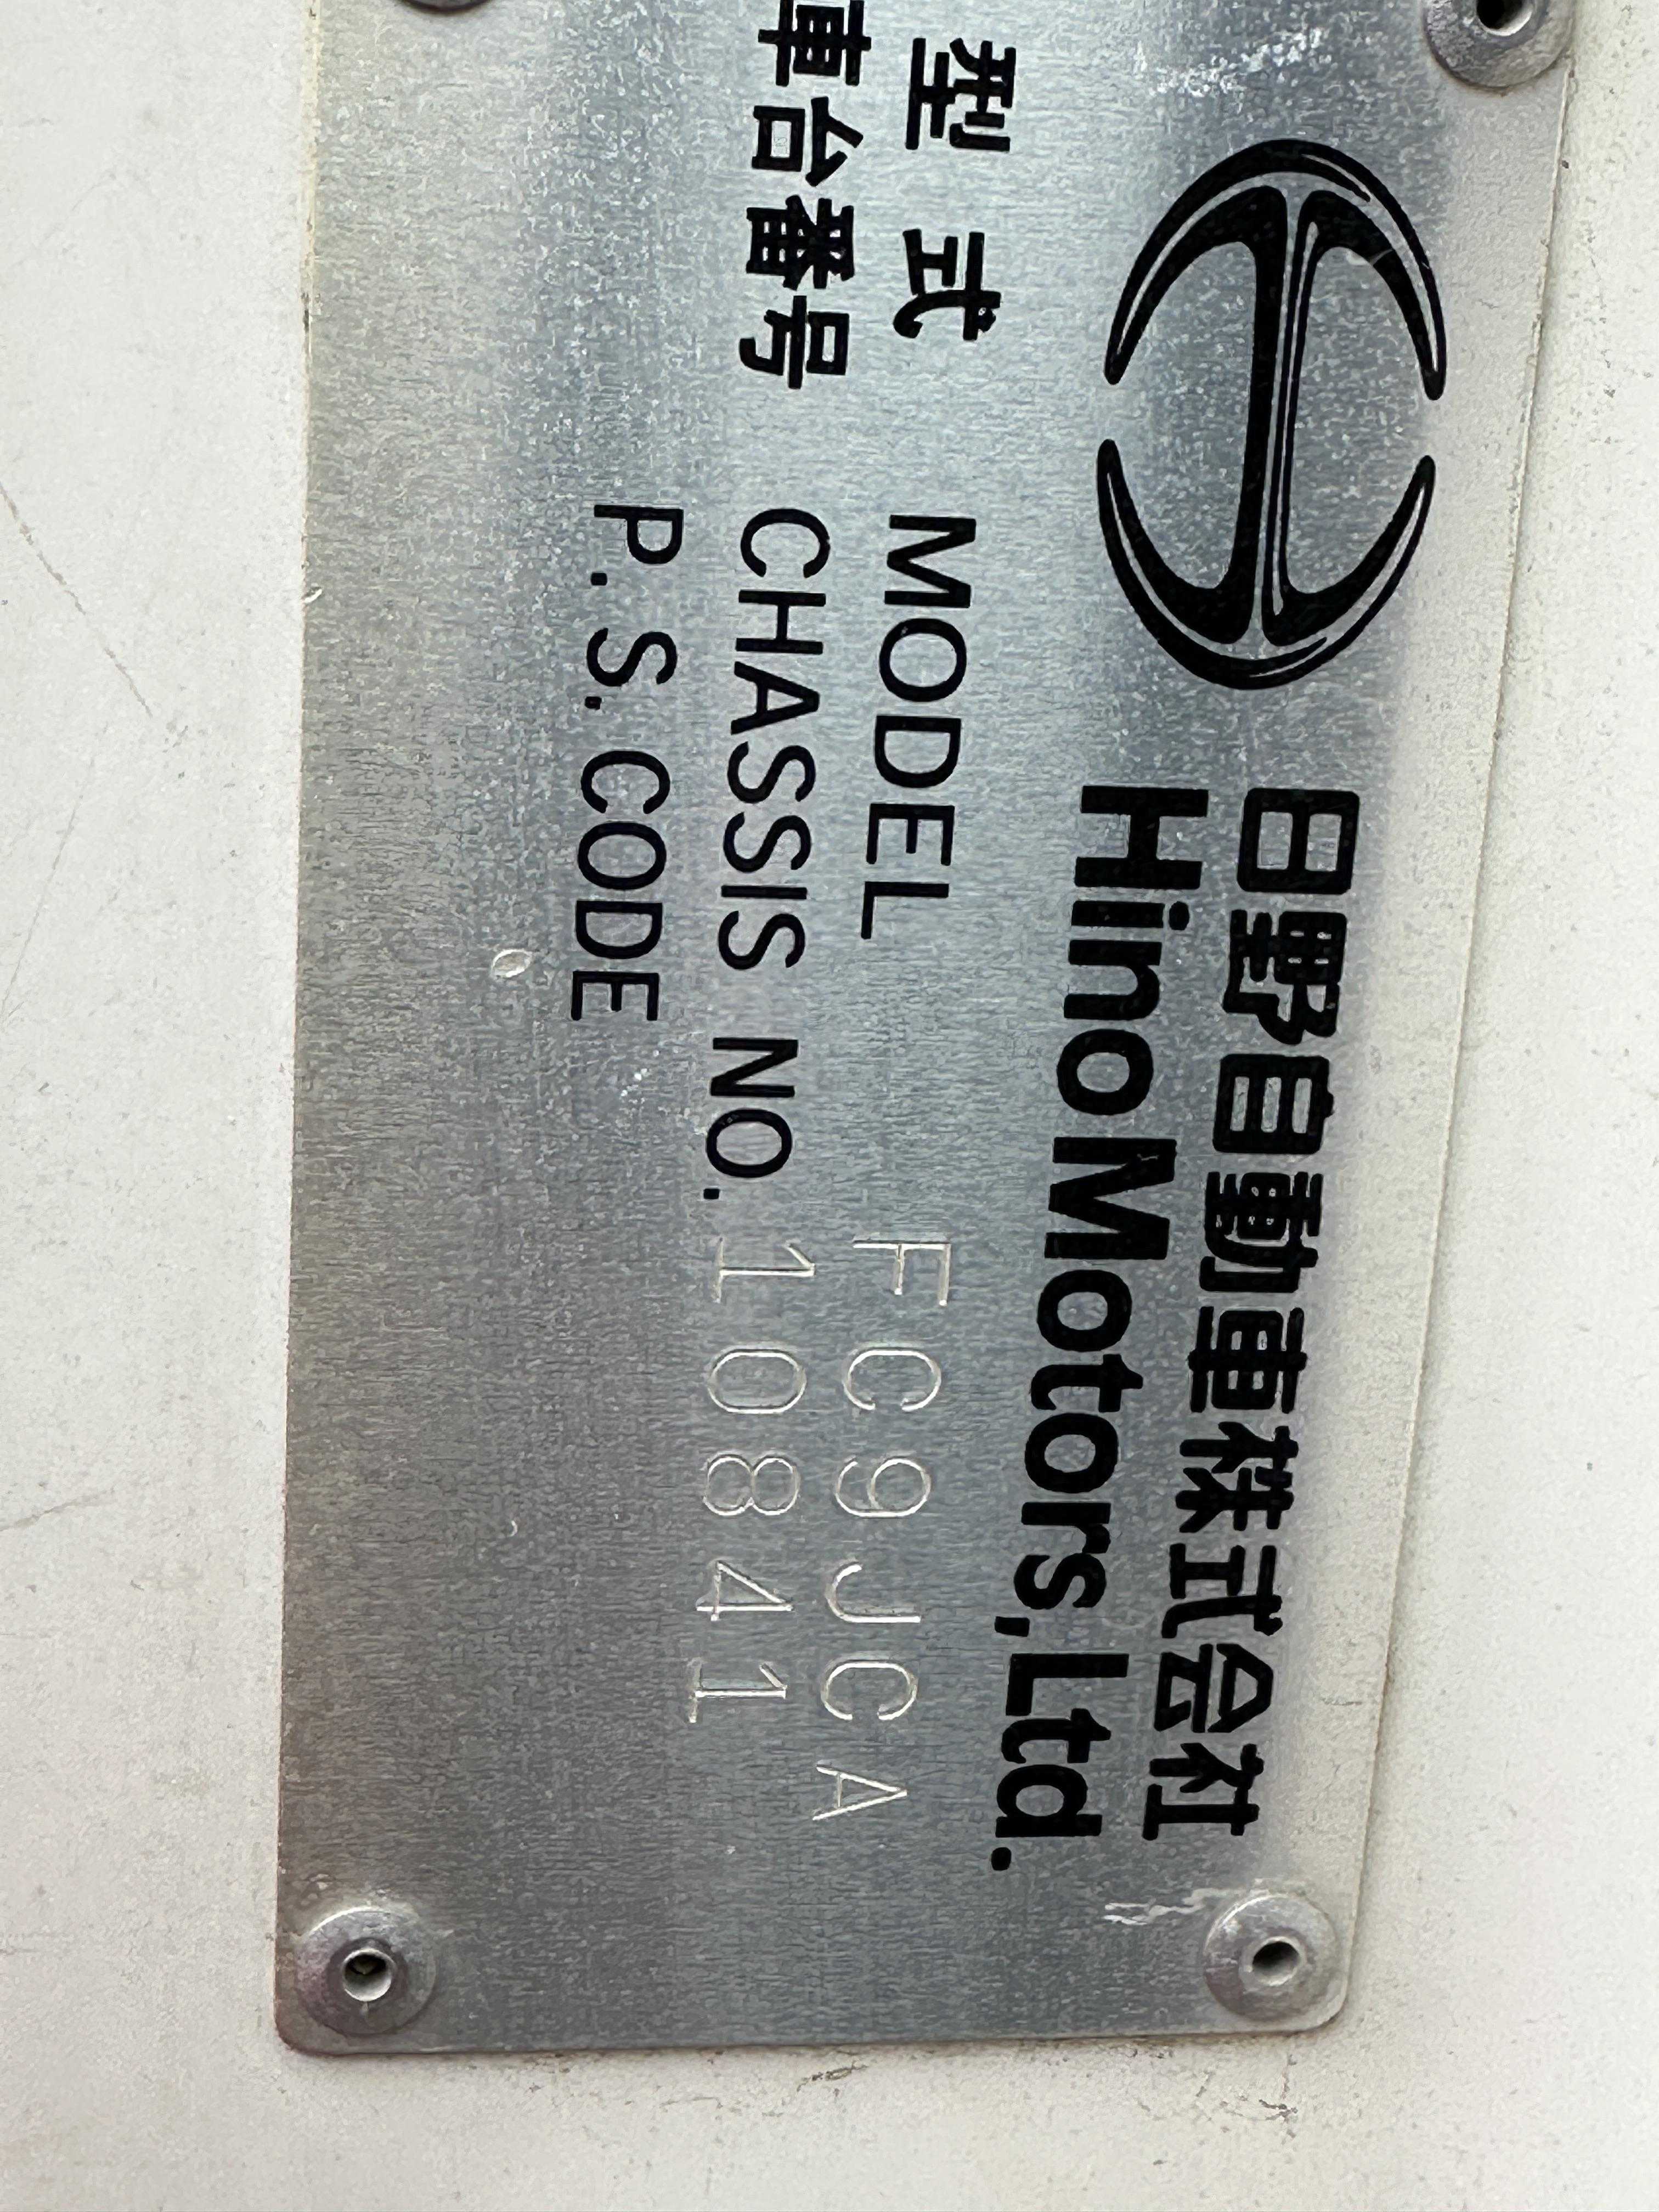 日野自動車株式会社
Hino Motors, Ltd.
型式 MODEL FC9JCA
車台番号 CHASSIS NO. 10841
P.S. CODE